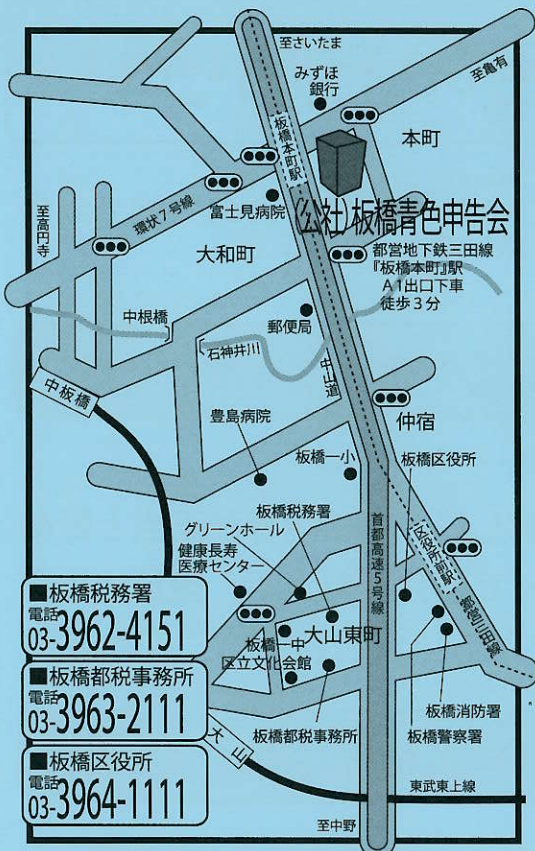 至さいたま
みずほ
銀行
至亀有
板橋本町駅
本町
環状7号線
富士見病院
(公社)板橋青色申告会
至高円寺
大和町
都営地下鉄三田線
『板橋本町』駅
A1出口下車
徒歩3分
中根橋
石神井川
郵便局
中山道
中板橋
豊島病院
仲宿
板橋一小
板橋区役所
板橋税務署
グリーンホール
健康長寿
医療センター
首都高速5号線
区役所前駅
都営三田線
■板橋税務署
電話
03-3962-4151
大山東町
板橋一中
区立文化会館
■板橋都税事務所
電話
03-3963-2111
大山
板橋都税事務所
板橋消防署
板橋警察署
■板橋区役所
電話
03-3964-1111
東武東上線
至中野